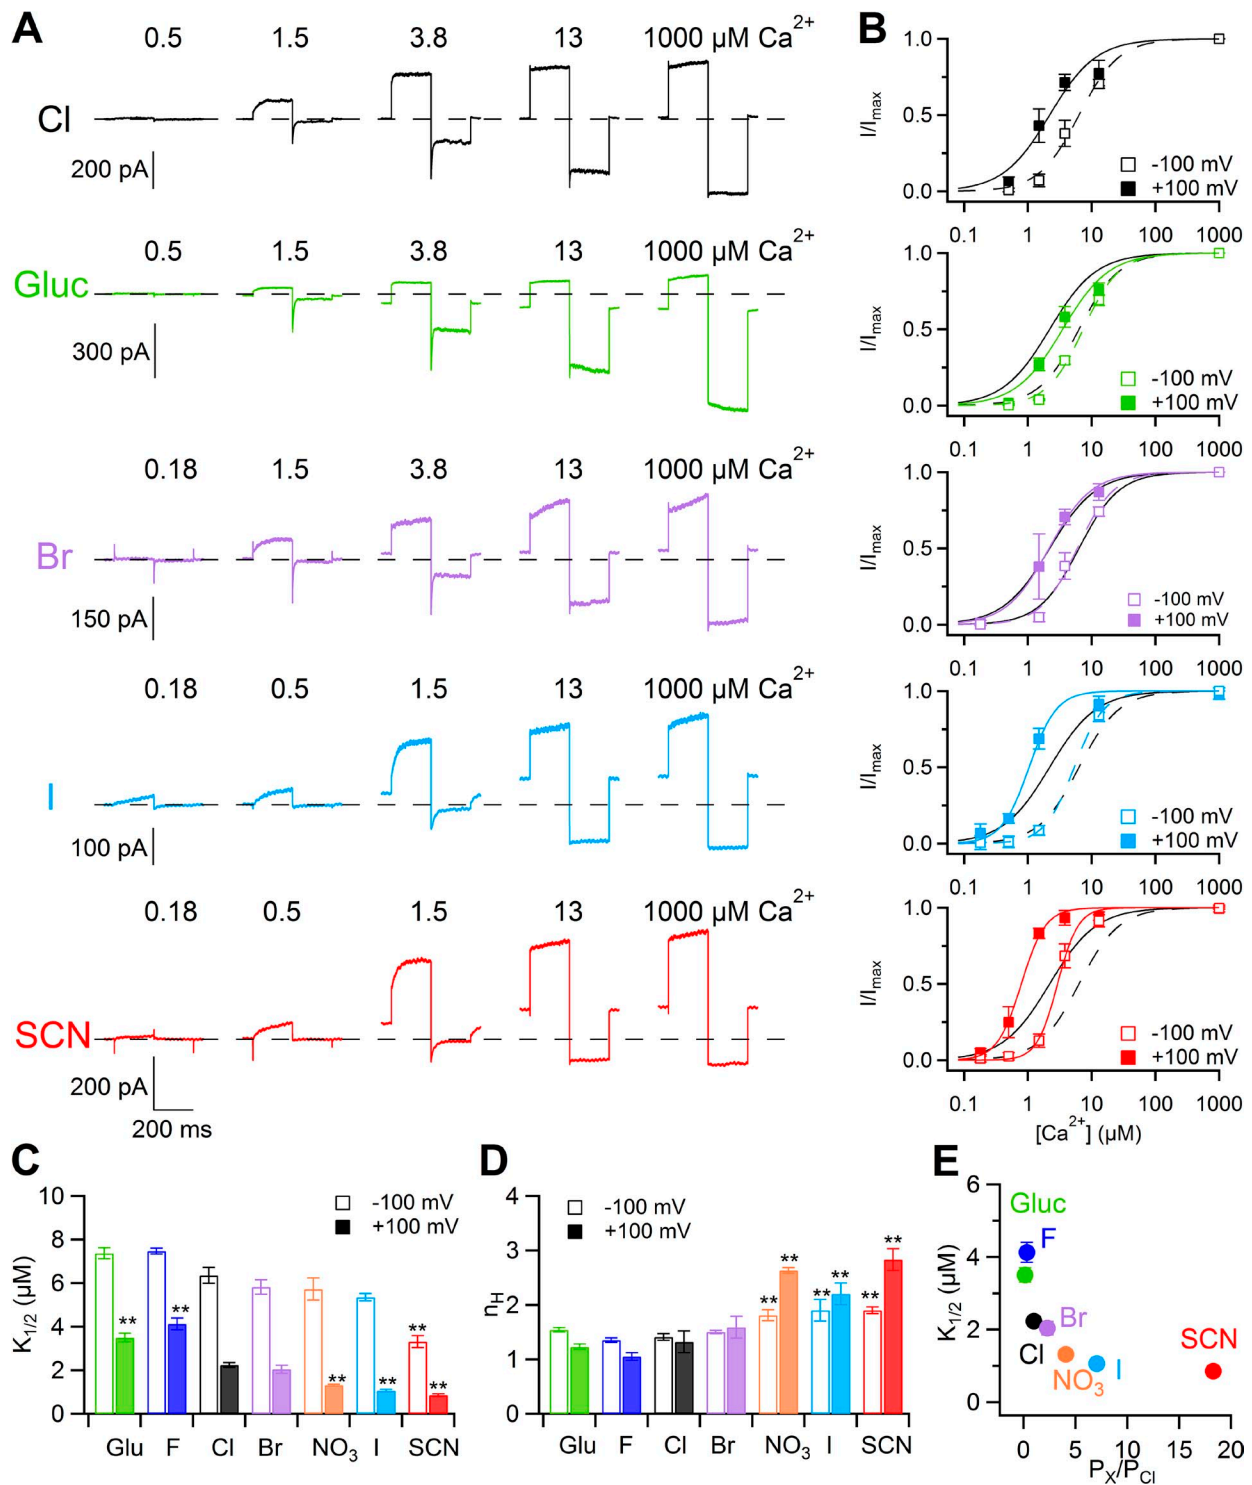 A
0.5 1.5 3.8 13 1000 µM Ca2+
Cl
200 pA
0.5 1.5 3.8 13 1000 µM Ca2+
Gluc
300 pA
0.18 1.5 3.8 13 1000 µM Ca2+
Br
150 pA
0.18 0.5 1.5 13 1000 µM Ca2+
I
100 pA
0.18 0.5 1.5 13 1000 µM Ca2+
SCN
200 pA
200 ms
B
1.0
0.5
0.0
I/Imax
-100 mV
+100 mV
0.1 1 10 100 1000
1.0
0.5
0.0
I/Imax
-100 mV
+100 mV
0.1 1 10 100 1000
1.0
0.5
0.0
I/Imax
-100 mV
+100 mV
0.1 1 10 100 1000
1.0
0.5
0.0
I/Imax
-100 mV
+100 mV
0.1 1 10 100 1000
1.0
0.5
0.0
I/Imax
-100 mV
+100 mV
0.1 1 10 100 1000
[Ca2+] (µM)
C
10
8
6
4
2
0
K1/2 (µM)
-100 mV
+100 mV
** ** ** ** ** **
Glu F Cl Br NO3 I SCN
D
4
3
2
1
0
nH
-100 mV
+100 mV
** ** ** ** ** **
Glu F Cl Br NO3 I SCN
E
6
4
2
0
K1/2 (µM)
Gluc
F
Br
Cl
NO3
I
SCN
0 5 10 15 20
PX/PCl